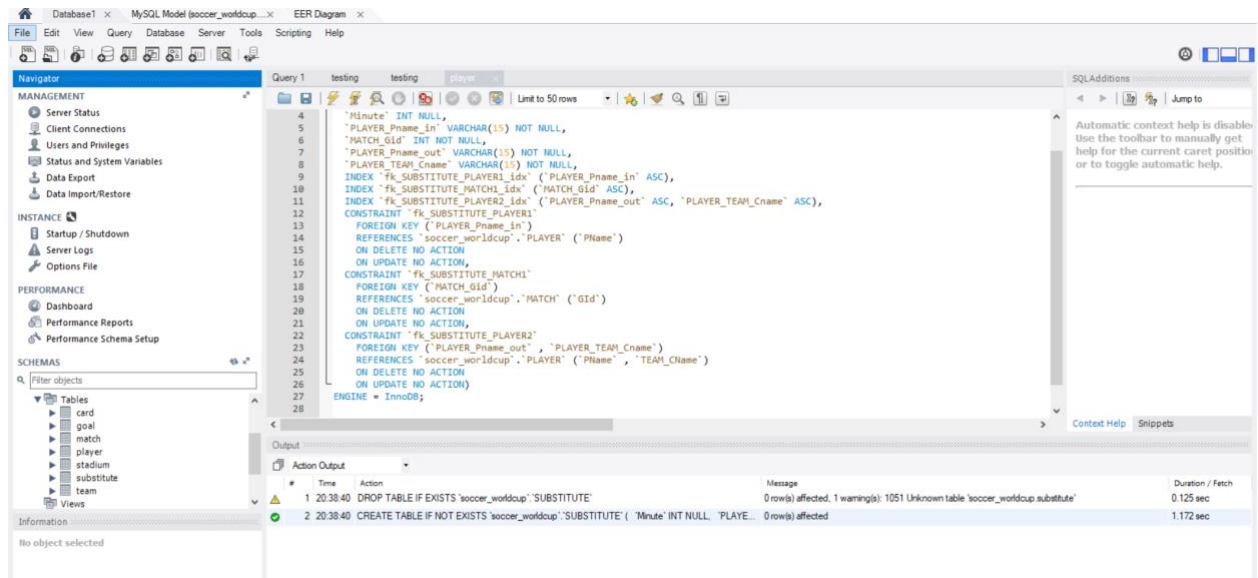 Database1 × MySQL Model (soccer_worldcup....× EER Diagram ×
File Edit View Query Database Server Tools Scripting Help
Navigator
MANAGEMENT
Server Status
Client Connections
Users and Privileges
Status and System Variables
Data Export
Data Import/Restore
INSTANCE
Startup / Shutdown
Server Logs
Options File
PERFORMANCE
Dashboard
Performance Reports
Performance Schema Setup
SCHEMAS
Filter objects
Tables
card
goal
match
player
stadium
substitute
team
Views
Information
No object selected
Query 1 testing testing player ×
Limit to 50 rows
4 `Minute` INT NULL,
5 `PLAYER_Pname_in` VARCHAR(15) NOT NULL,
6 `MATCH_Gid` INT NOT NULL,
7 `PLAYER_Pname_out` VARCHAR(15) NOT NULL,
8 `PLAYER_TEAM_Cname` VARCHAR(15) NOT NULL,
9 INDEX `fk_SUBSTITUTE_PLAYER1_idx` (`PLAYER_Pname_in` ASC),
10 INDEX `fk_SUBSTITUTE_MATCH1_idx` (`MATCH_Gid` ASC),
11 INDEX `fk_SUBSTITUTE_PLAYER2_idx` (`PLAYER_Pname_out` ASC, `PLAYER_TEAM_Cname` ASC),
12 CONSTRAINT `fk_SUBSTITUTE_PLAYER1`
13 FOREIGN KEY (`PLAYER_Pname_in`)
14 REFERENCES `soccer_worldcup`.`PLAYER` (`PName`)
15 ON DELETE NO ACTION
16 ON UPDATE NO ACTION,
17 CONSTRAINT `fk_SUBSTITUTE_MATCH1`
18 FOREIGN KEY (`MATCH_Gid`)
19 REFERENCES `soccer_worldcup`.`MATCH` (`GId`)
20 ON DELETE NO ACTION
21 ON UPDATE NO ACTION,
22 CONSTRAINT `fk_SUBSTITUTE_PLAYER2`
23 FOREIGN KEY (`PLAYER_Pname_out` , `PLAYER_TEAM_Cname`)
24 REFERENCES `soccer_worldcup`.`PLAYER` (`PName` , `TEAM_CName`)
25 ON DELETE NO ACTION
26 ON UPDATE NO ACTION)
27 ENGINE = InnoDB;
28
SQLAdditions
Jump to
Automatic context help is disable
Use the toolbar to manually get
help for the current caret positio
or to toggle automatic help.
Context Help Snippets
Output
Action Output
# Time Action Message Duration / Fetch
1 20:38:40 DROP TABLE IF EXISTS `soccer_worldcup`.`SUBSTITUTE` 0 row(s) affected, 1 warning(s): 1051 Unknown table 'soccer_worldcup.substitute' 0.125 sec
2 20:38:40 CREATE TABLE IF NOT EXISTS `soccer_worldcup`.`SUBSTITUTE` ( `Minute` INT NULL, `PLAYE... 0 row(s) affected 1.172 sec